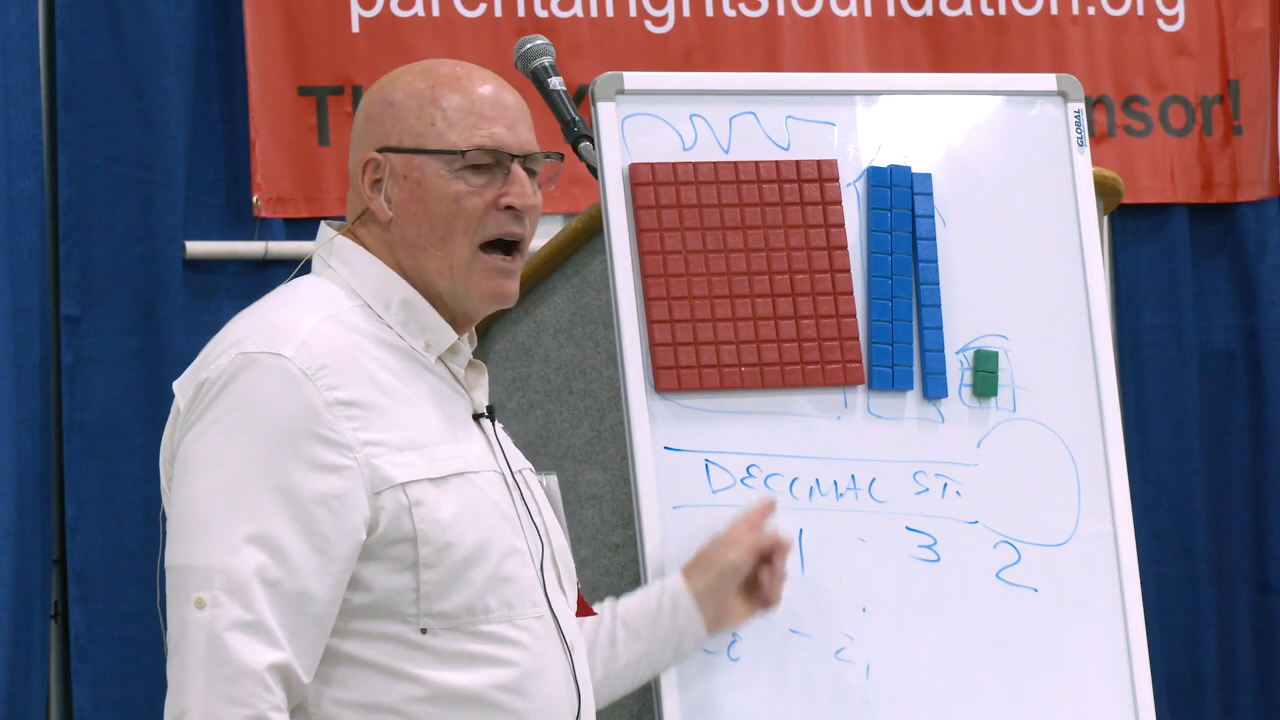 parentalrightsfoundation.org
nsor!
GLOBAL
DECIMAL ST.
1 3 2